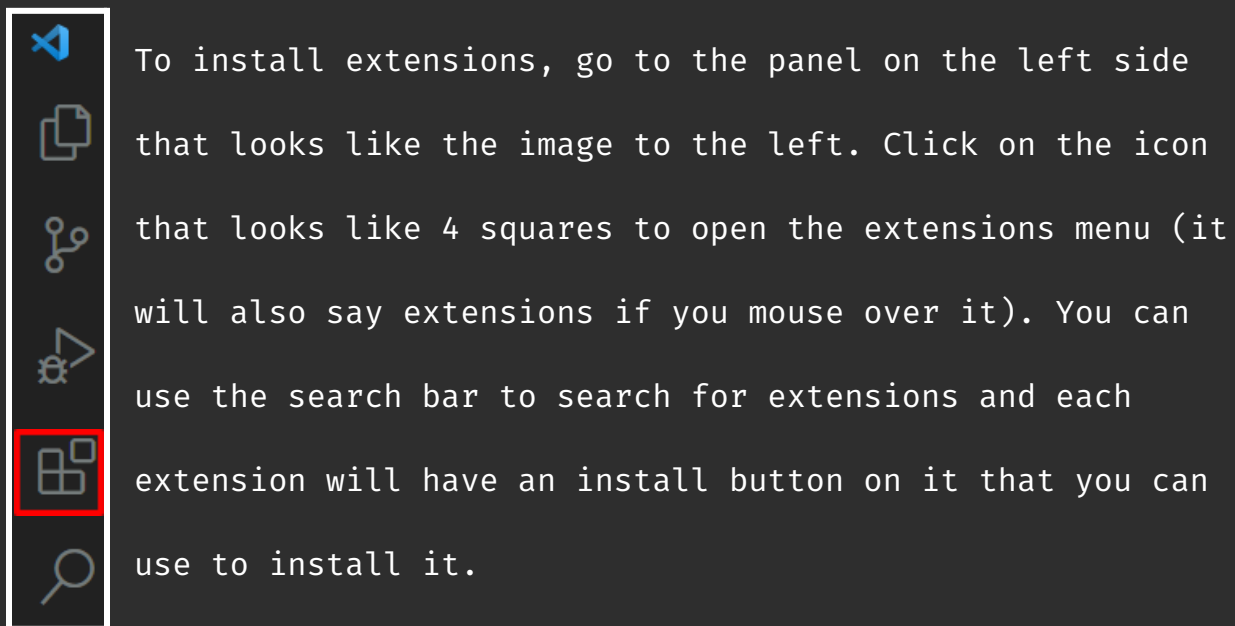 To install extensions, go to the panel on the left side
that looks like the image to the left. Click on the icon
that looks like 4 squares to open the extensions menu (it
will also say extensions if you mouse over it). You can
use the search bar to search for extensions and each
extension will have an install button on it that you can
use to install it.